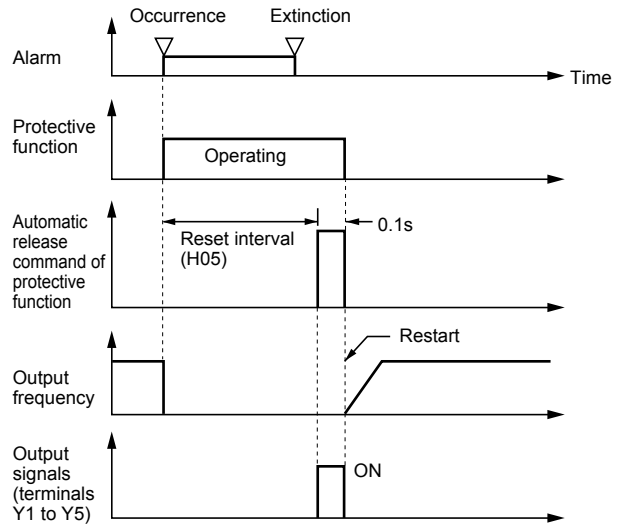 Occurrence
Extinction
Alarm
Time
Protective
function
Operating
Automatic
release
command of
protective
function
Reset interval
(H05)
0.1s
Output
frequency
Restart
Output
signals
(terminals
Y1 to Y5)
ON